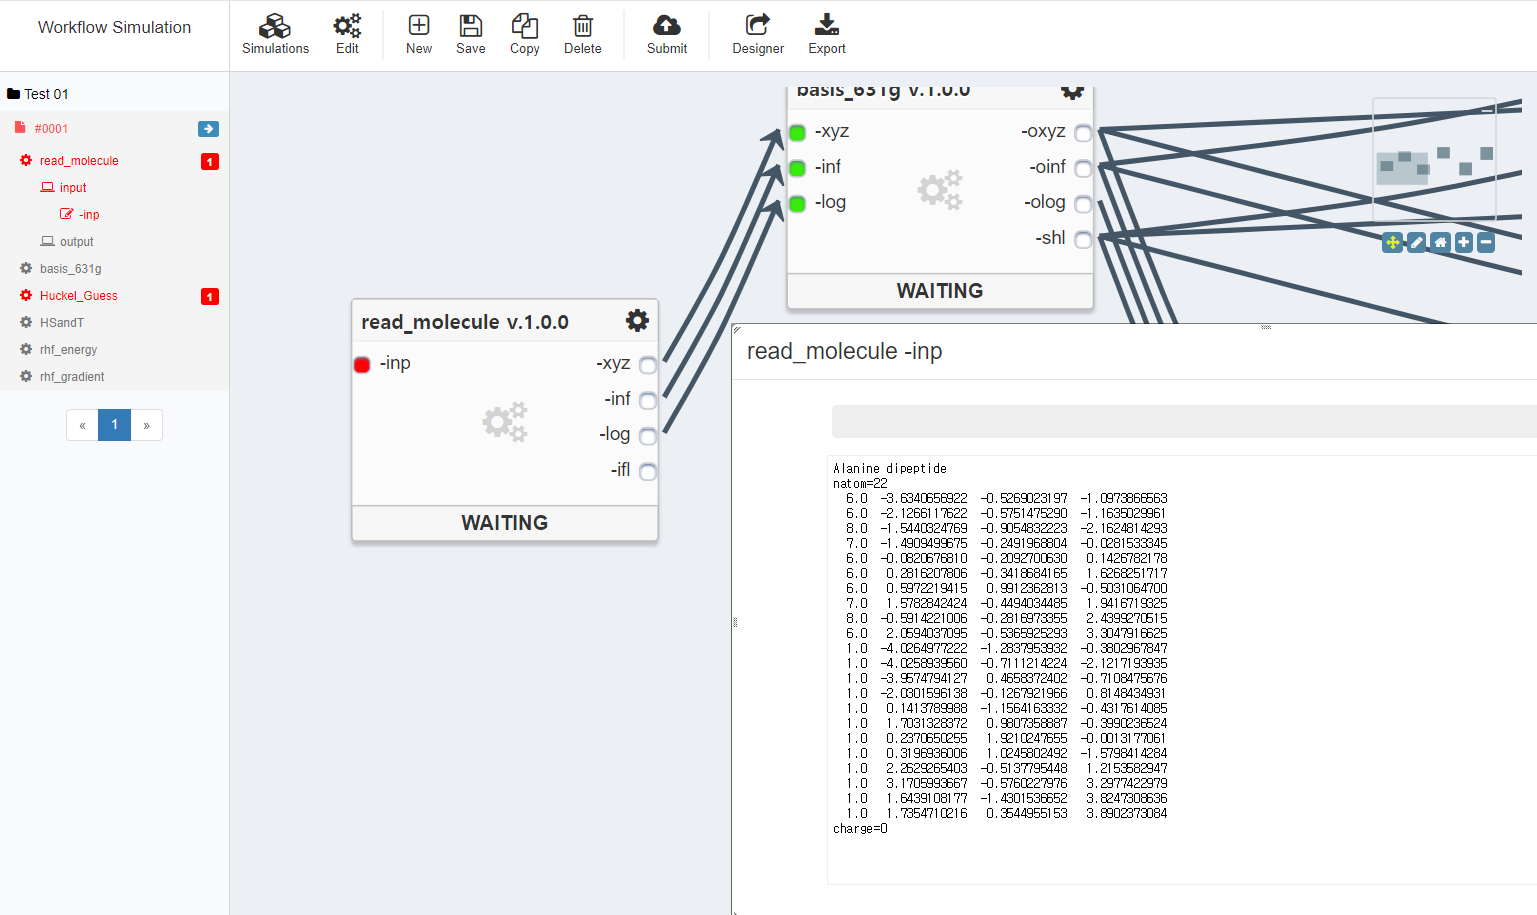 Workflow Simulation
Simulations
Edit
New
Save
Copy
Delete
Submit
Designer
Export
Test 01
#0001
read_molecule
1
input
-inp
output
basis_631g
Huckel_Guess
1
HSandT
rhf_energy
rhf_gradient
«
1
»
basis_631g v.1.0.0
-xyz -oxyz
-inf -oinf
-log -olog
-shl
WAITING
read_molecule v.1.0.0
-inp -xyz
-inf
-log
-ifl
WAITING
read_molecule -inp
Alanine dipeptide
natom=22
6.0 -3.6340656922 -0.5269023197 -1.0973866563
6.0 -2.1266117622 -0.5751475290 -1.1635029961
8.0 -1.5440324769 -0.9054832223 -2.1624814293
7.0 -1.4909499675 -0.2491968804 -0.0281533345
6.0 -0.0820676810 -0.2092700630 0.1426782178
6.0 0.2816207806 -0.3418684165 1.6268251717
6.0 0.5972219415 0.9912362813 -0.5031064700
7.0 1.5782842424 -0.4494034485 1.9416719325
8.0 -0.5914221006 -0.2816973355 2.4399270515
6.0 2.0594037095 -0.5365925293 3.3047916625
1.0 -4.0264977222 -1.2837953932 -0.3802967847
1.0 -4.0258939560 -0.7111214224 -2.1217193935
1.0 -3.9574794127 0.4658372402 -0.7108475676
1.0 -2.0301596138 -0.1267921966 0.8148434931
1.0 0.1413789988 -1.1564163332 -0.4317614085
1.0 1.7031328372 0.9807358887 -0.3990236524
1.0 0.2370650255 1.9210247655 -0.0013177061
1.0 0.3196936006 1.0245802492 -1.5798414284
1.0 2.2629265403 -0.5137795448 1.2153582947
1.0 3.1705993667 -0.5760227976 3.2977422979
1.0 1.6439108177 -1.4301536652 3.8247308636
1.0 1.7354710216 0.3544955153 3.8902373084
charge=0